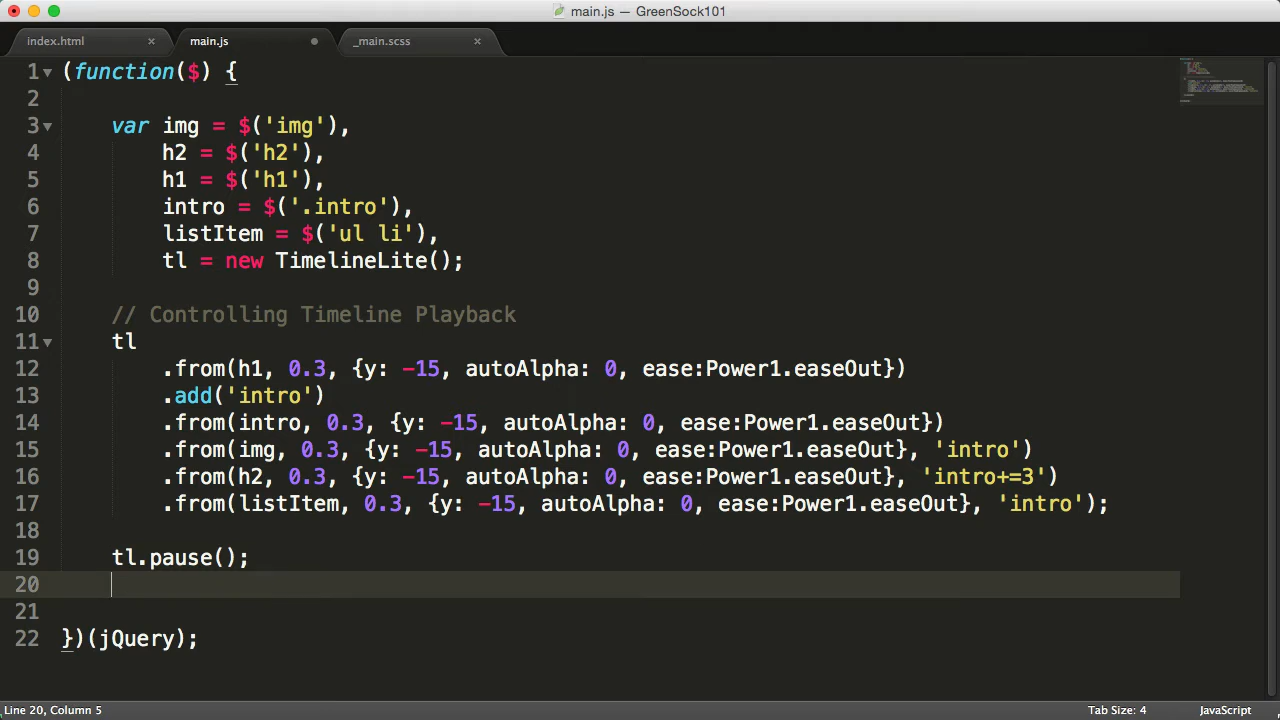 main.js — GreenSock101
index.html × main.js _main.scss ×
1 (function($) {
2
3 var img = $('img'),
4 h2 = $('h2'),
5 h1 = $('h1'),
6 intro = $('.intro'),
7 listItem = $('ul li'),
8 tl = new TimelineLite();
9
10 // Controlling Timeline Playback
11 tl
12 .from(h1, 0.3, {y: -15, autoAlpha: 0, ease:Power1.easeOut})
13 .add('intro')
14 .from(intro, 0.3, {y: -15, autoAlpha: 0, ease:Power1.easeOut})
15 .from(img, 0.3, {y: -15, autoAlpha: 0, ease:Power1.easeOut}, 'intro')
16 .from(h2, 0.3, {y: -15, autoAlpha: 0, ease:Power1.easeOut}, 'intro+=3')
17 .from(listItem, 0.3, {y: -15, autoAlpha: 0, ease:Power1.easeOut}, 'intro');
18
19 tl.pause();
20
21
22 })(jQuery);
Line 20, Column 5 Tab Size: 4 JavaScript